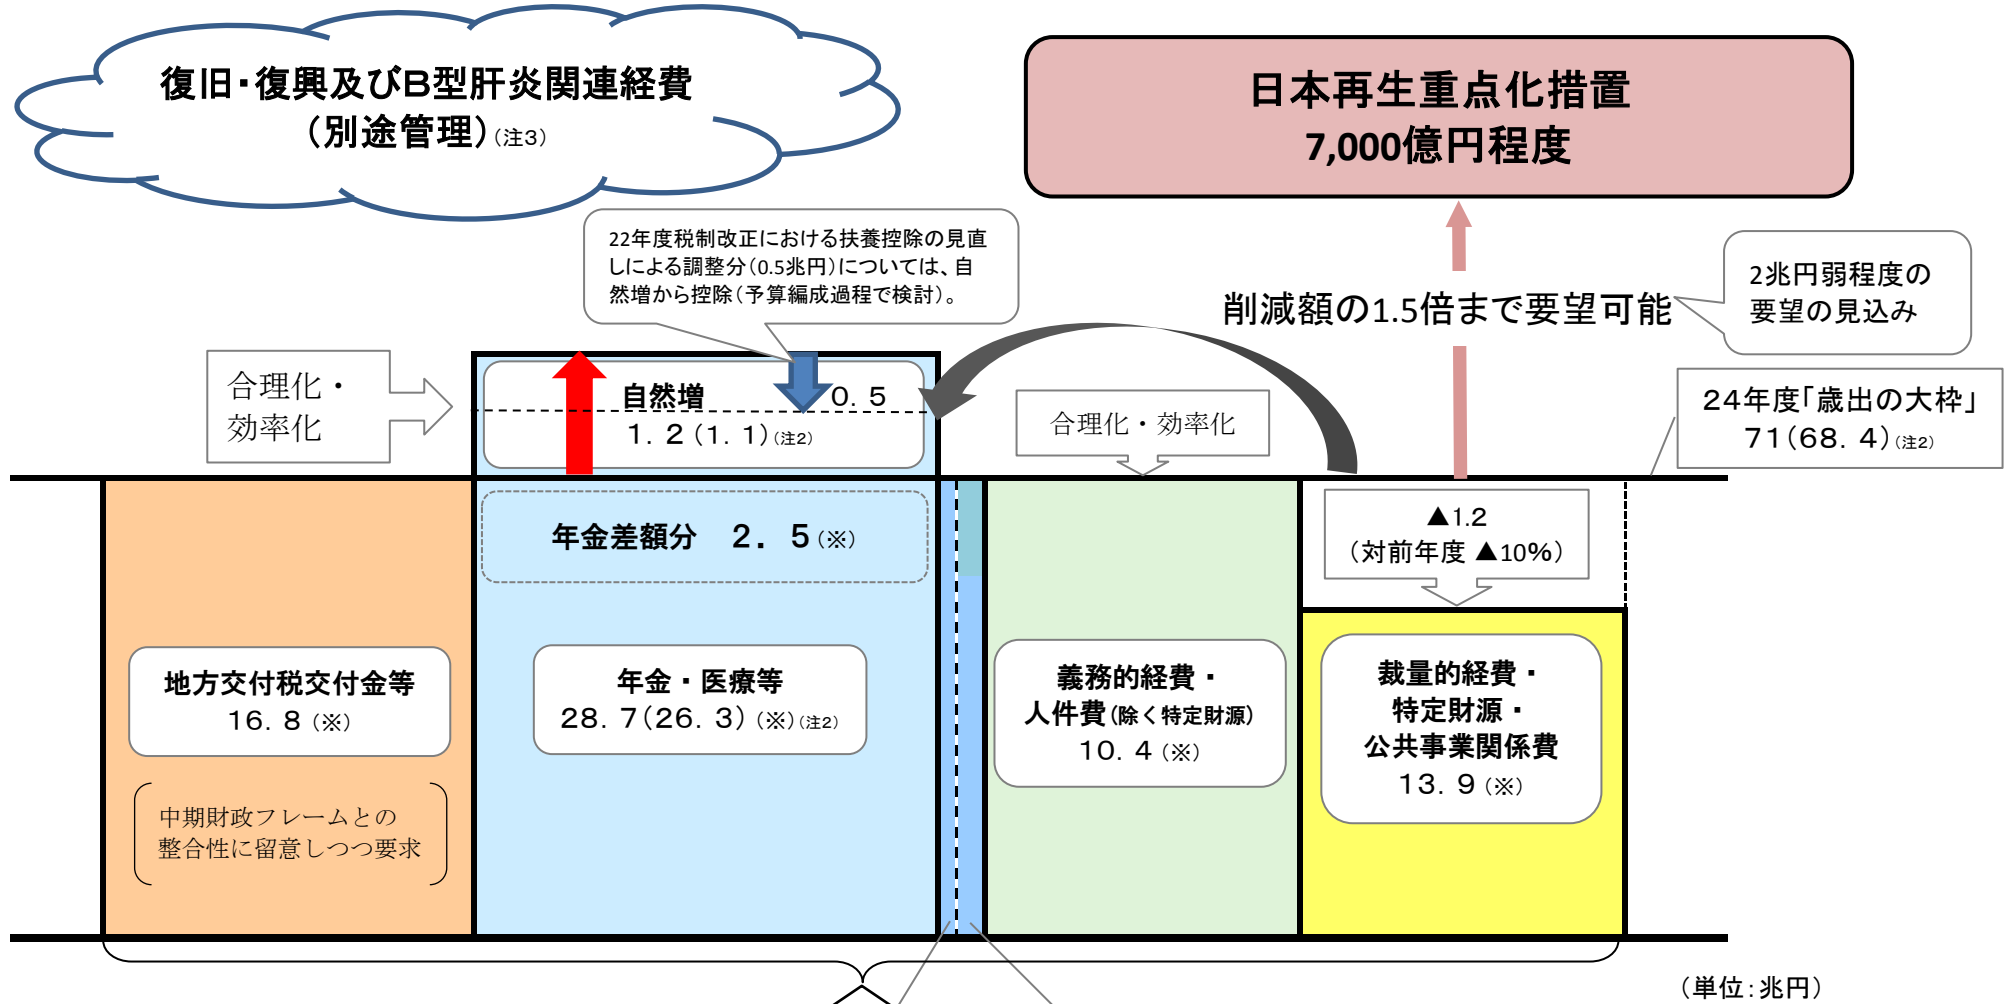 復旧・復興及びB型肝炎関連経費
（別途管理）（注3）
日本再生重点化措置
7,000億円程度
22年度税制改正における扶養控除の見直
しによる調整分（0.5兆円）については、自
然増から控除（予算編成過程で検討）。
2兆円弱程度の
要望の見込み
削減額の1.5倍まで要望可能
合理化・
効率化
自然増
0．5
1．2（1．1）（注2）
合理化・効率化
24年度「歳出の大枠」
71（68．4）（注2）
年金差額分　2．5（※）
▲1.2
（対前年度 ▲10%）
地方交付税交付金等
16．8（※）
年金・医療等
28．7（26．3）（※）（注2）
義務的経費・
人件費（除く特定財源）
10．4（※）
裁量的経費・
特定財源・
公共事業関係費
13．9（※）
中期財政フレームとの
整合性に留意しつつ要求
（単位：兆円）